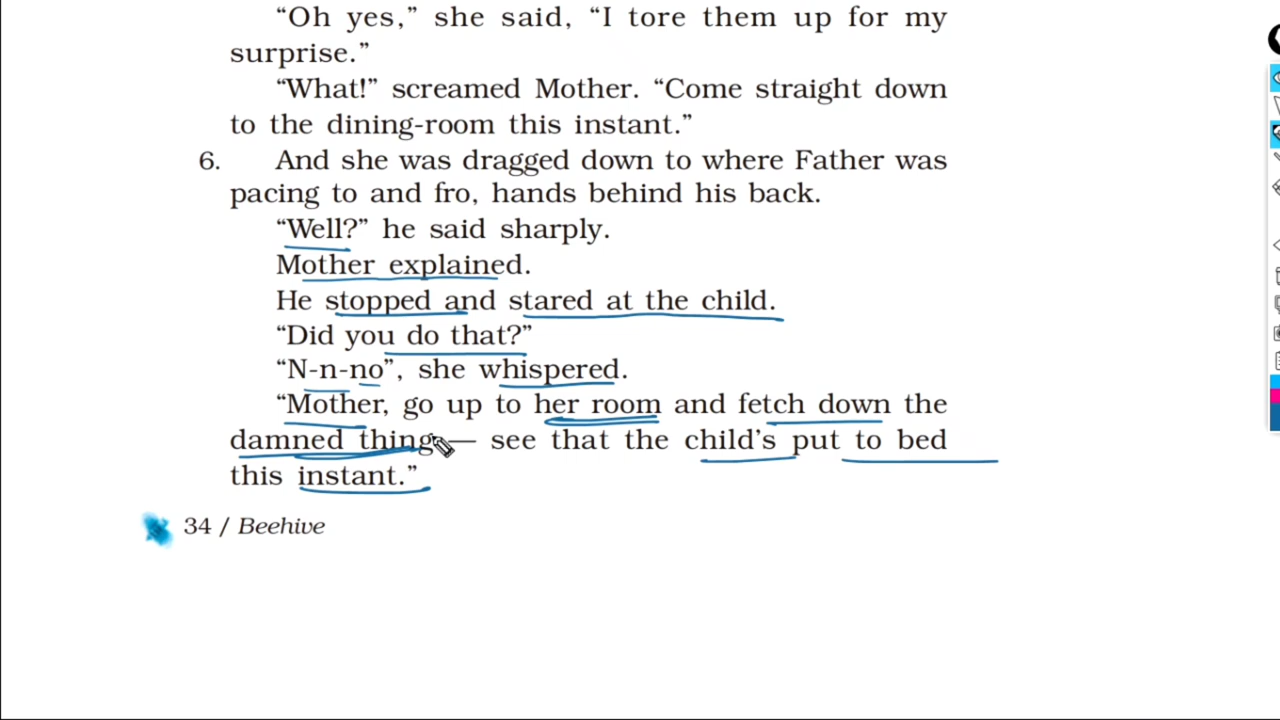 “Oh yes,” she said, “I tore them up for my
surprise.”
“What!” screamed Mother. “Come straight down
to the dining-room this instant.”
6. And she was dragged down to where Father was
pacing to and fro, hands behind his back.
“Well?” he said sharply.
Mother explained.
He stopped and stared at the child.
“Did you do that?”
“N-n-no”, she whispered.
“Mother, go up to her room and fetch down the
damned thing — see that the child’s put to bed
this instant.”
34 / Beehive